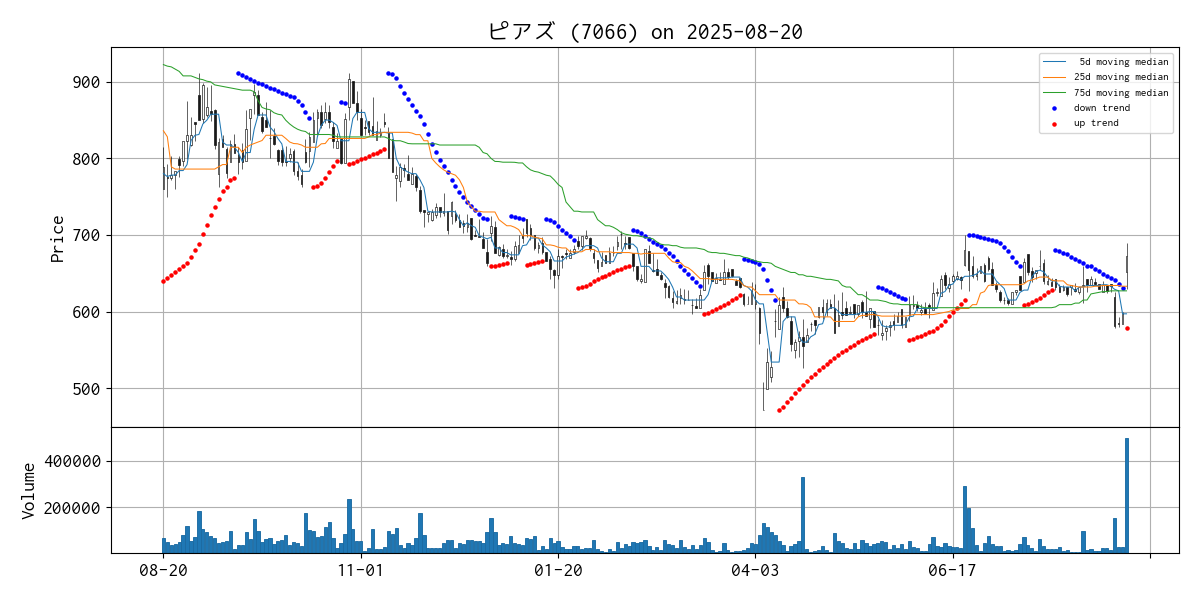 ピアズ (7066) on 2025-08-20
5d moving median
25d moving median
75d moving median
down trend
up trend
Price
900
800
700
600
500
Volume
400000
200000
08-20
11-01
01-20
04-03
06-17